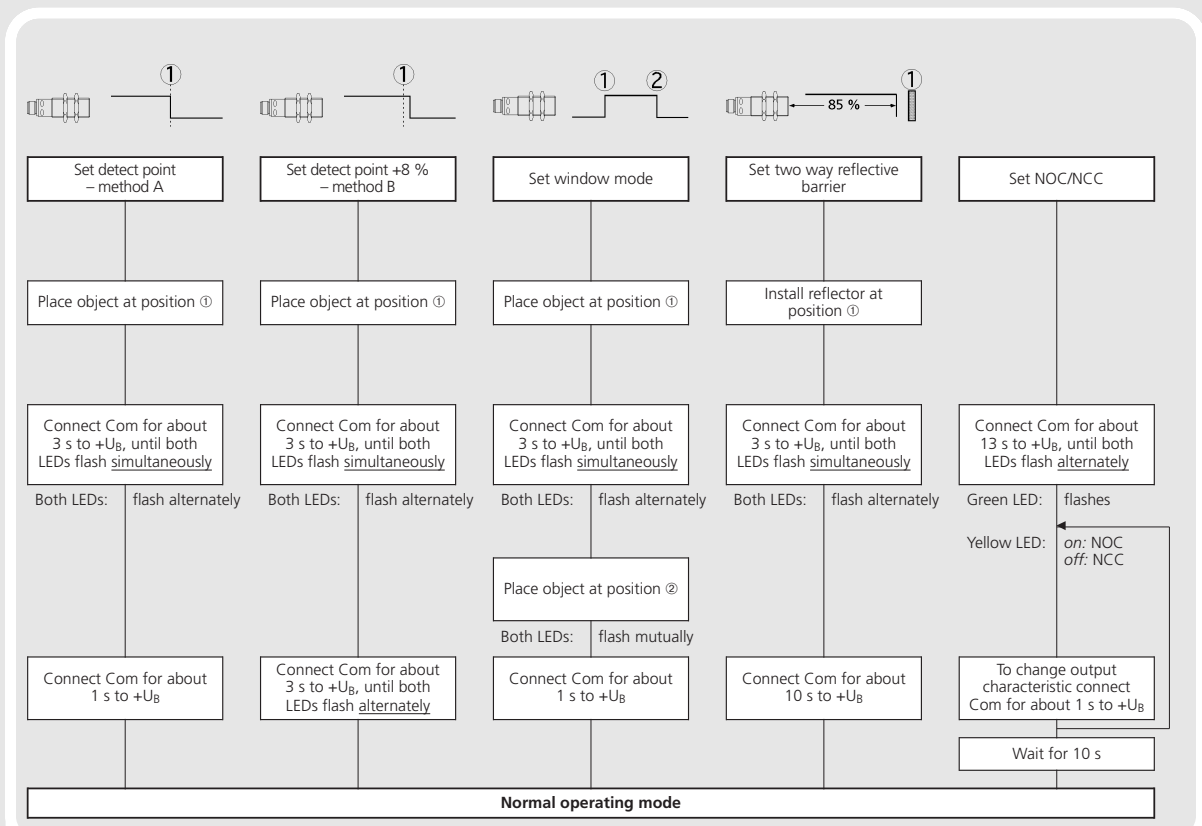 ①
①
① ②
85 %
①
Set detect point
– method A
Set detect point +8 %
– method B
Set window mode
Set two way reflective
barrier
Set NOC/NCC
Place object at position ①
Place object at position ①
Place object at position ①
Install reflector at
position ①
Connect Com for about
3 s to +UB, until both
LEDs flash simultaneously
Connect Com for about
3 s to +UB, until both
LEDs flash simultaneously
Connect Com for about
3 s to +UB, until both
LEDs flash simultaneously
Connect Com for about
3 s to +UB, until both
LEDs flash simultaneously
Connect Com for about
13 s to +UB, until both
LEDs flash alternately
Both LEDs: flash alternately
Both LEDs: flash alternately
Both LEDs: flash alternately
Both LEDs: flash alternately
Green LED: flashes
Yellow LED: on: NOC
off: NCC
Place object at position ②
Both LEDs: flash mutually
Connect Com for about
1 s to +UB
Connect Com for about
3 s to +UB, until both
LEDs flash alternately
Connect Com for about
1 s to +UB
Connect Com for about
10 s to +UB
To change output
characteristic connect
Com for about 1 s to +UB
Wait for 10 s
Normal operating mode